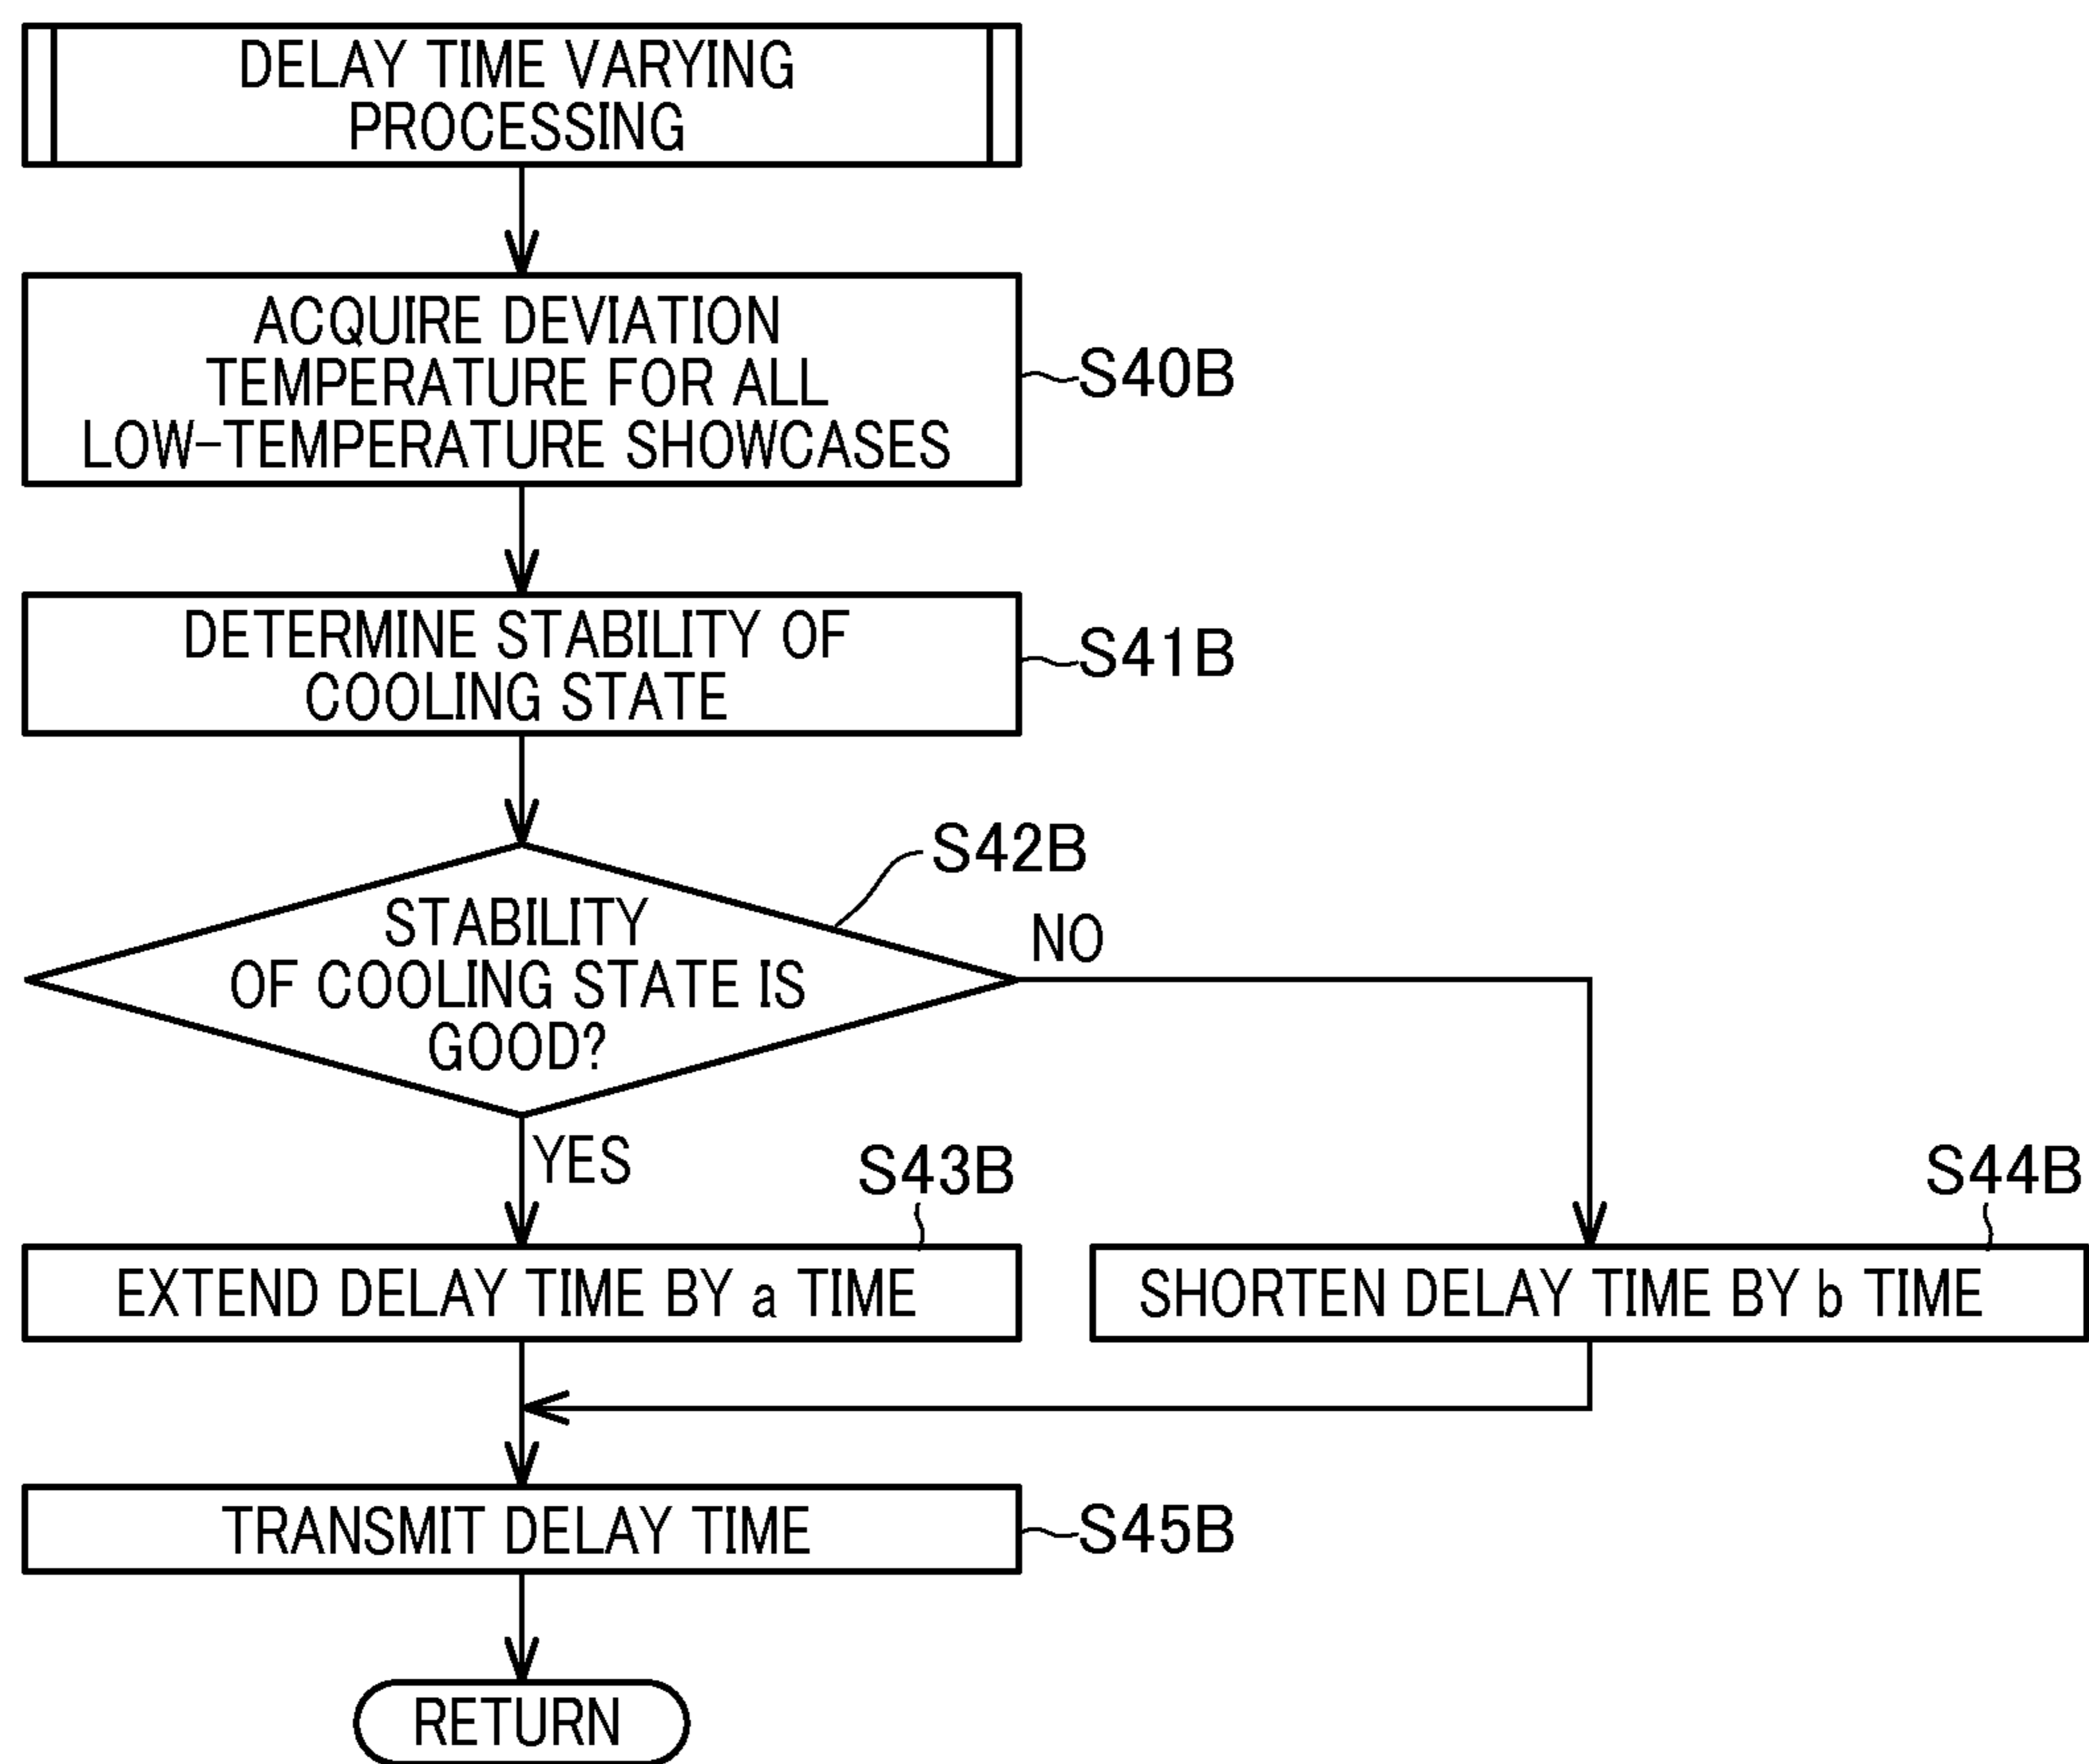 DELAY TIME VARYING
PROCESSING
ACQUIRE DEVIATION
TEMPERATURE FOR ALL
LOW-TEMPERATURE SHOWCASES
S40B
DETERMINE STABILITY OF
COOLING STATE
S41B
S42B
STABILITY
OF COOLING STATE IS
GOOD?
NO
YES
S43B
S44B
EXTEND DELAY TIME BY a TIME
SHORTEN DELAY TIME BY b TIME
TRANSMIT DELAY TIME
S45B
RETURN